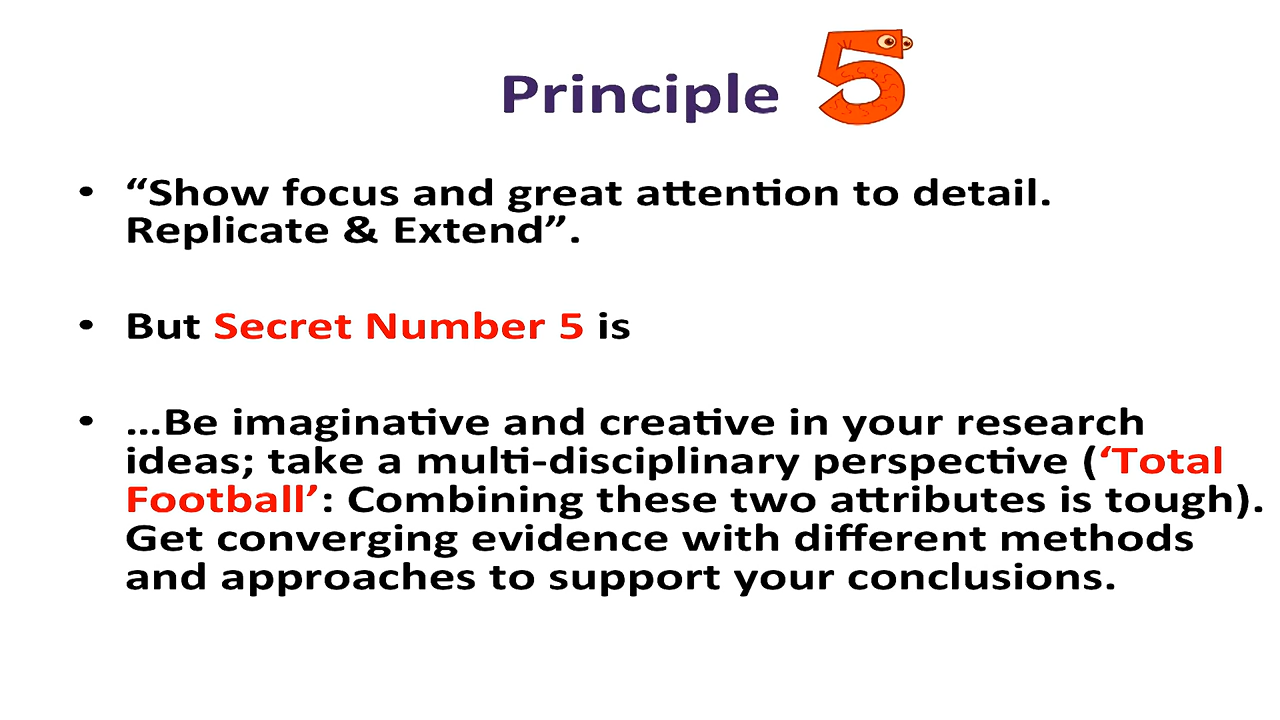 Principle 5
• “Show focus and great attention to detail.
Replicate & Extend”.
• But Secret Number 5 is
• ...Be imaginative and creative in your research
ideas; take a multi-disciplinary perspective (‘Total
Football’: Combining these two attributes is tough).
Get converging evidence with different methods
and approaches to support your conclusions.